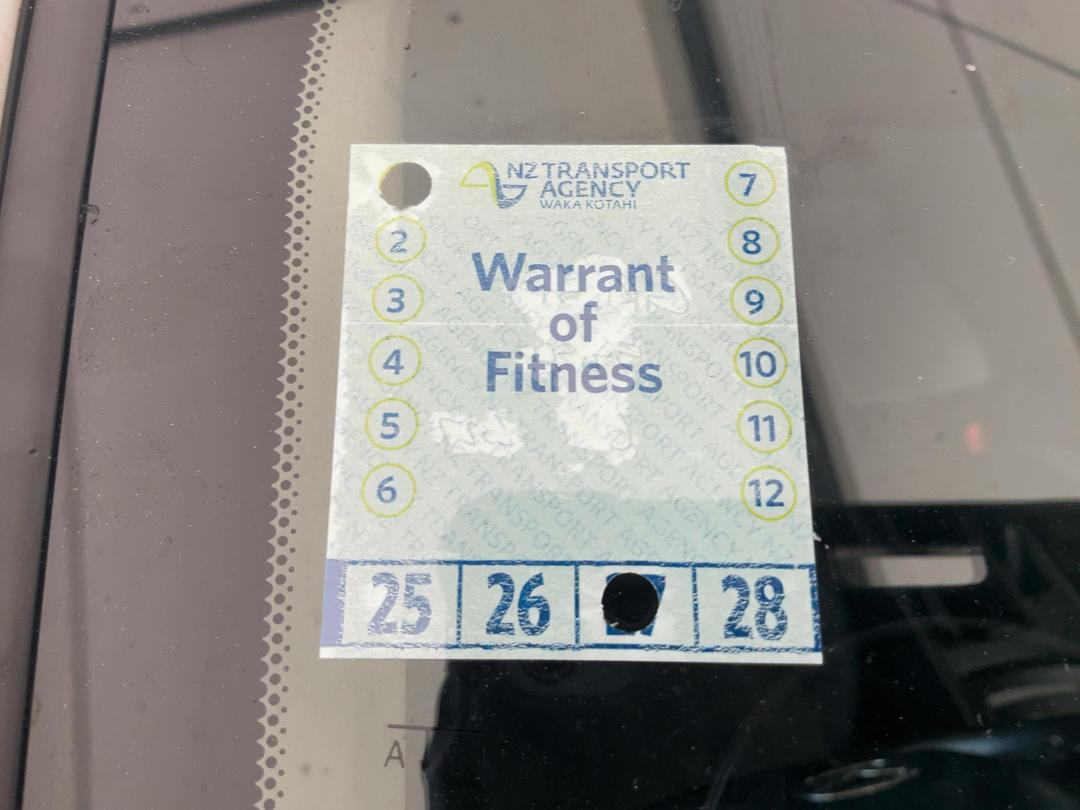 NZ TRANSPORT
AGENCY
WAKA KOTAHI
Warrant
of
Fitness
2
3
4
5
6
7
8
9
10
11
12
25 26 28
A